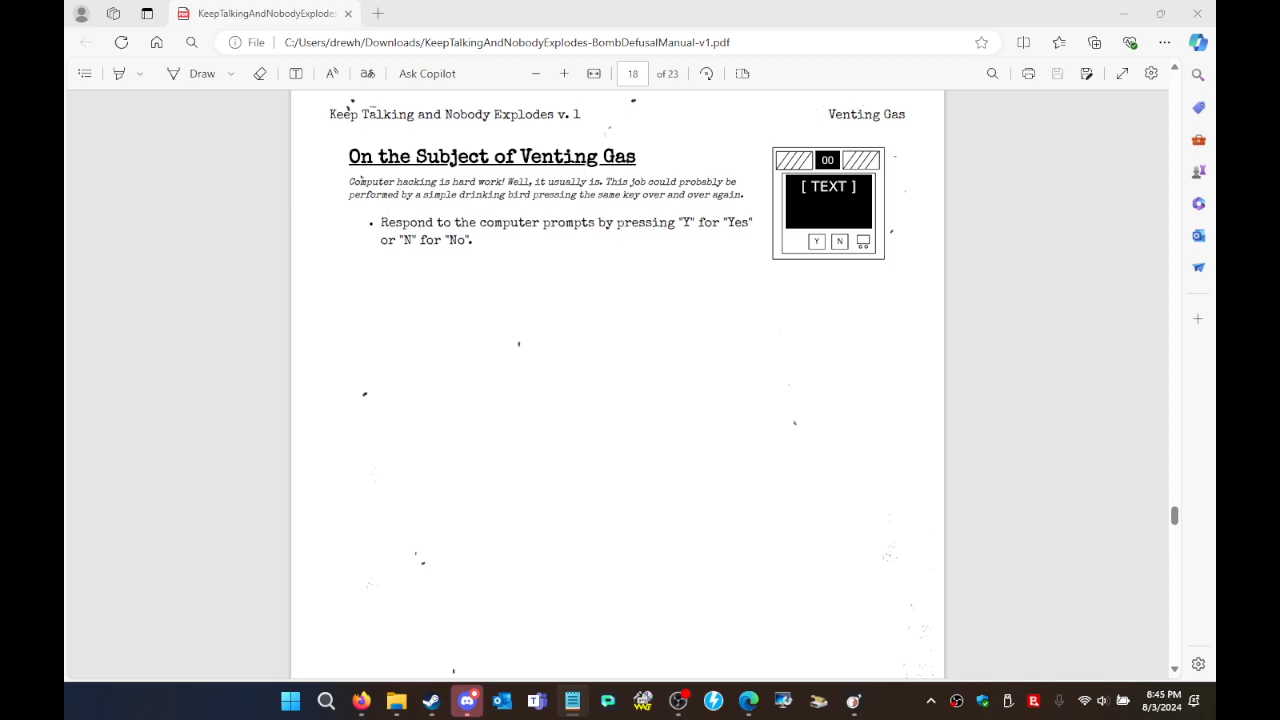 KeepTalkingAndNobodyExplodes
File
C:/Users/drewh/Downloads/KeepTalkingAndNobodyExplodes-BombDefusalManual-v1.pdf
Draw
Ask Copilot
18
of 23
Keep Talking and Nobody Explodes v. 1
Venting Gas
On the Subject of Venting Gas
Computer hacking is hard work! Well, it usually is. This job could probably be
performed by a simple drinking bird pressing the same key over and over again.
• Respond to the computer prompts by pressing "Y" for "Yes"
or "N" for "No".
00
[ TEXT ]
Y
N
8:45 PM
8/3/2024